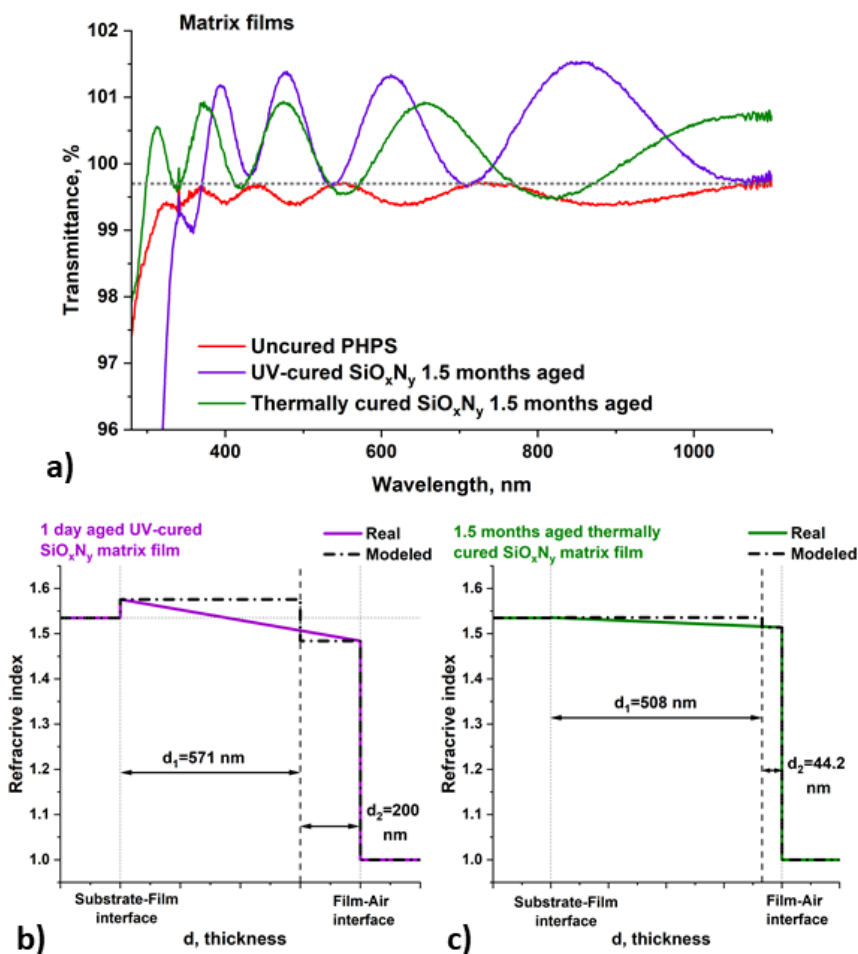 Matrix films
102
101
100
99
98
97
96
Transmittance, %
Uncured PHPS
UV-cured SiOxNy 1.5 months aged
Thermally cured SiOxNy 1.5 months aged
400
600
800
1000
Wavelength, nm
a)
1 day aged UV-cured
SiOxNy matrix film
Real
Modeled
1.6
1.5
1.4
1.3
1.2
1.1
1.0
Refracrive index
d1=571 nm
d2=200
nm
Substrate-Film
interface
Film-Air
interface
d, thickness
b)
1.5 months aged thermally
cured SiOxNy matrix film
Real
Modeled
1.6
1.5
1.4
1.3
1.2
1.1
1.0
Refracrive index
d1=508 nm
d2=44.2
nm
Substrate-Film
interface
Film-Air
interface
d, thickness
c)